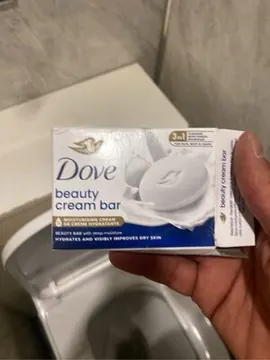 3in1
Dove
beauty
cream bar
MOISTURISING CREAM
DE CRÈME HYDRATANTE
BEAUTY BAR with deep moisture
HYDRATES AND VISIBLY IMPROVES DRY SKIN
beauty cream bar